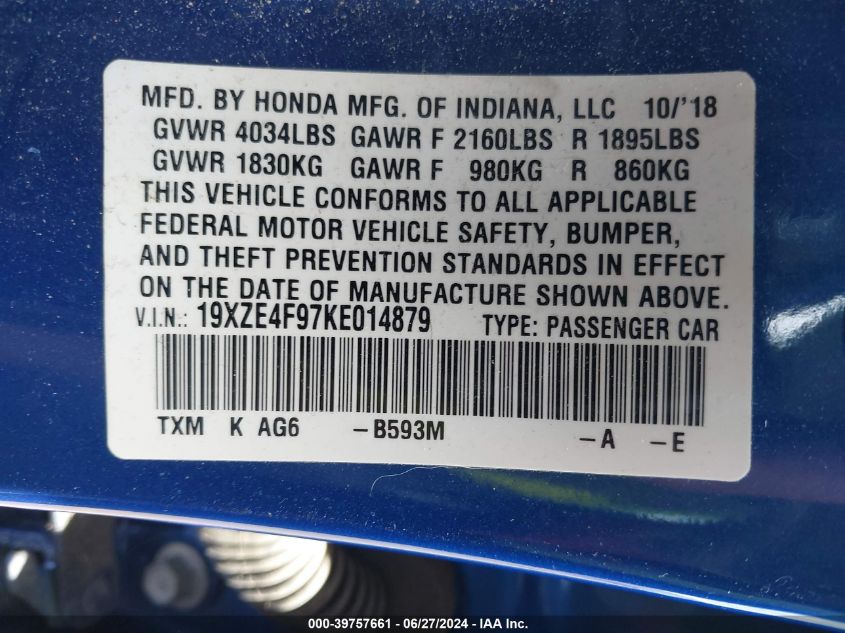 MFD. BY HONDA MFG. OF INDIANA, LLC 10/'18
GVWR 4034LBS GAWR F 2160LBS R 1895LBS
GVWR 1830KG GAWR F 980KG R 860KG
THIS VEHICLE CONFORMS TO ALL APPLICABLE
FEDERAL MOTOR VEHICLE SAFETY, BUMPER,
AND THEFT PREVENTION STANDARDS IN EFFECT
ON THE DATE OF MANUFACTURE SHOWN ABOVE.
V.I.N.: 19XZE4F97KE014879 TYPE: PASSENGER CAR
TXM K AG6 -B593M -A -E
000-39757661 - 06/27/2024 - IAA Inc.